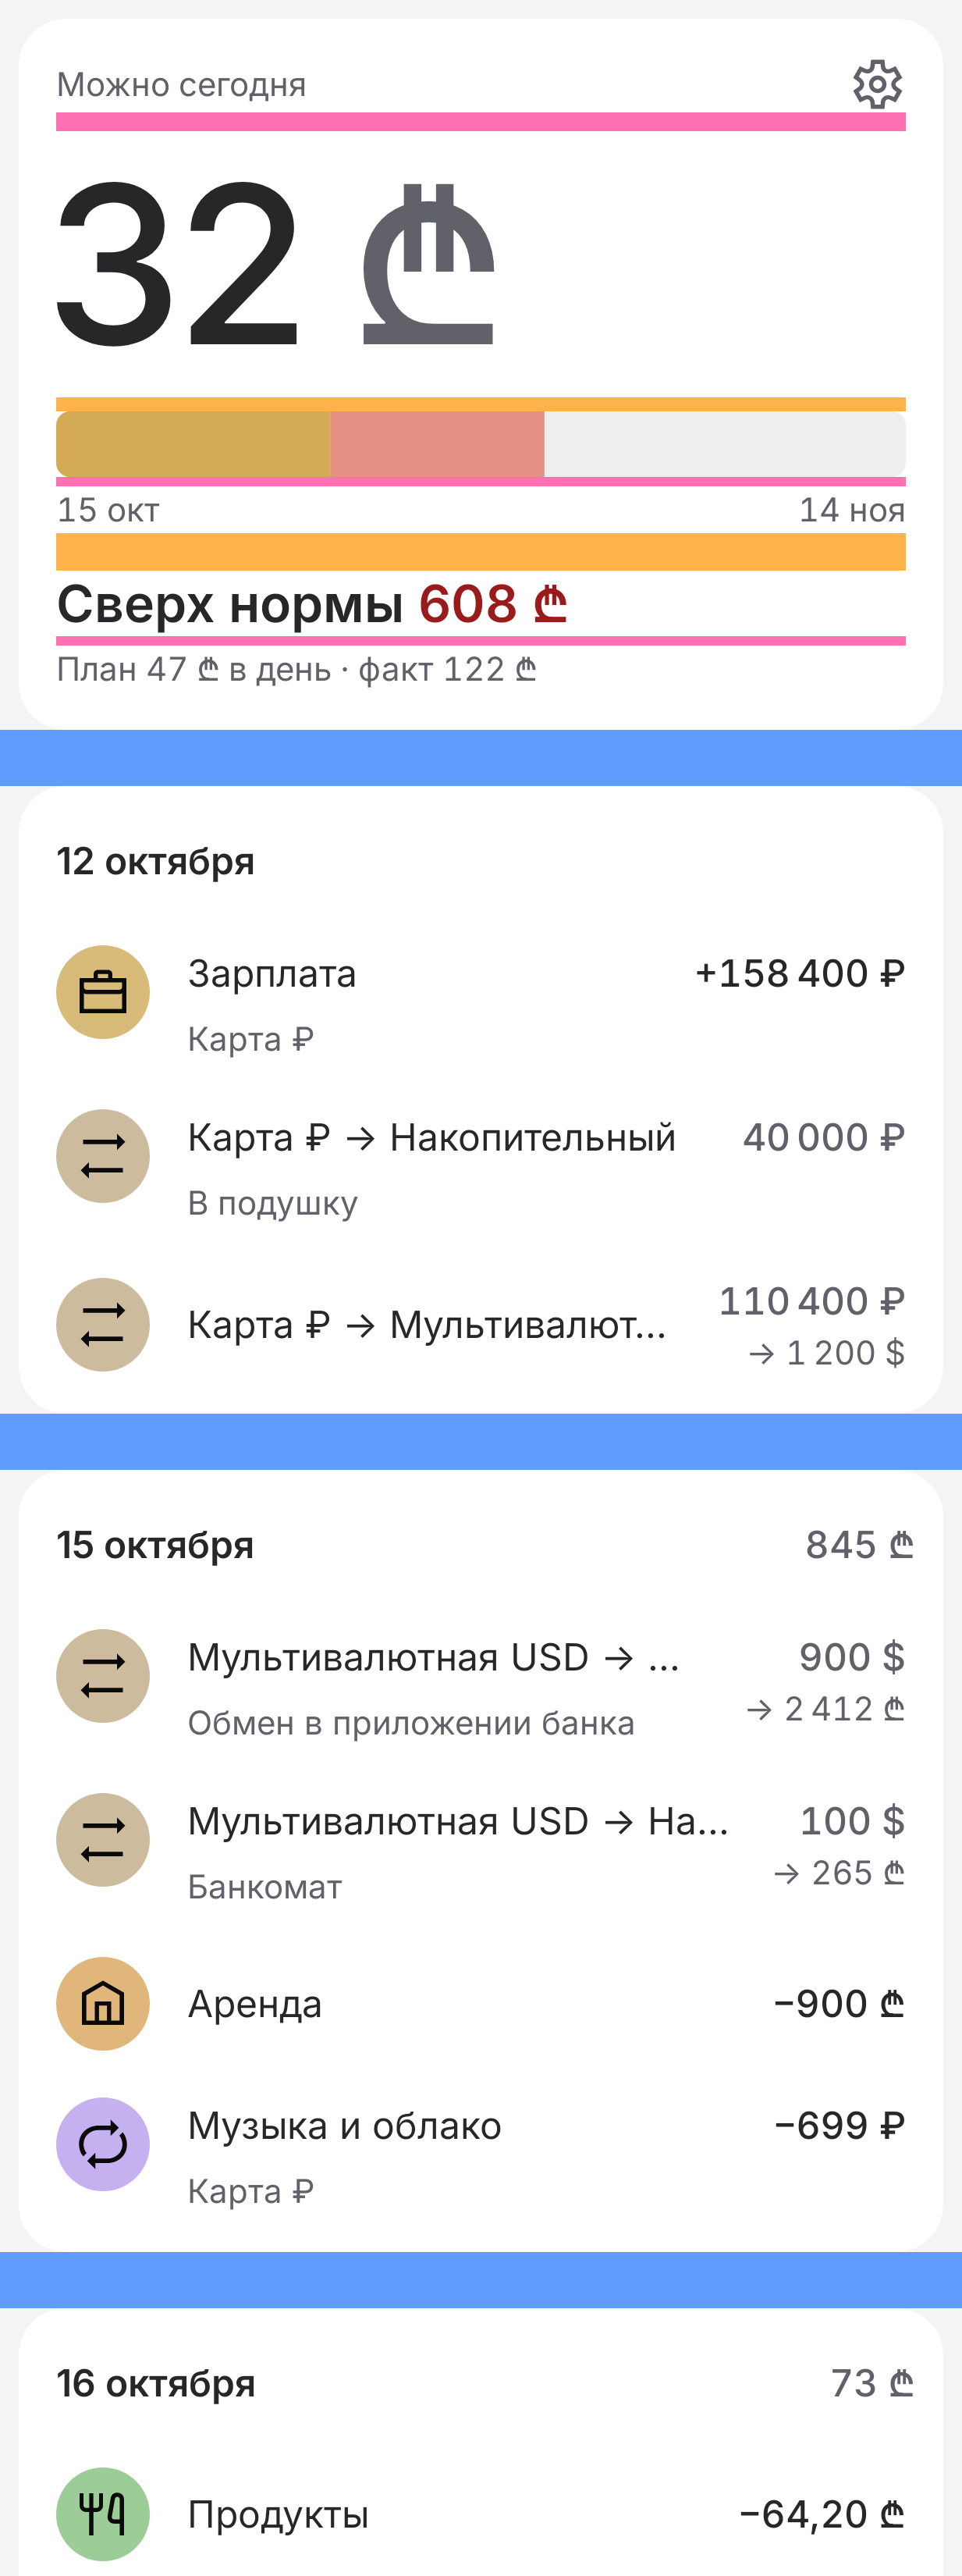 Можно сегодня
32 ₾
15 окт 14 ноя
Сверх нормы 608 ₾
План 47 ₾ в день · факт 122 ₾
12 октября
Зарплата +158 400 ₽
Карта ₽
Карта ₽ → Накопительный 40 000 ₽
В подушку
Карта ₽ → Мультивалют... 110 400 ₽
→ 1 200 $
15 октября 845 ₾
Мультивалютная USD → ... 900 $
Обмен в приложении банка → 2 412 ₾
Мультивалютная USD → На... 100 $
Банкомат → 265 ₾
Аренда −900 ₾
Музыка и облако −699 ₽
Карта ₽
16 октября 73 ₾
Продукты −64,20 ₾